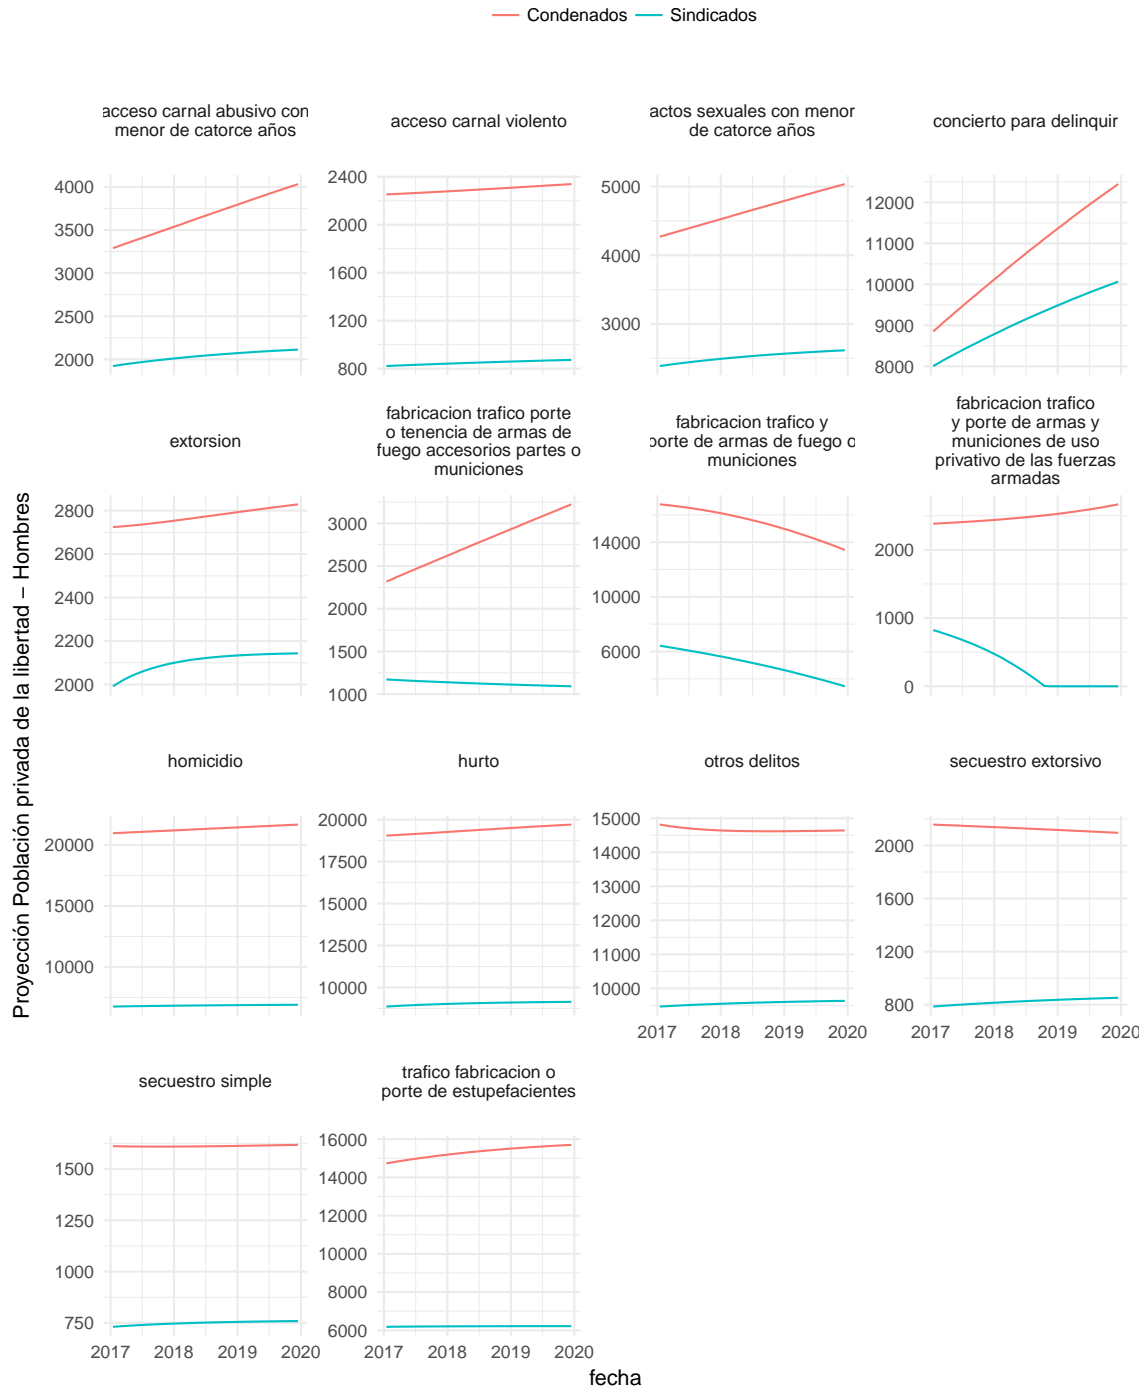 Condenados Sindicados
acceso carnal abusivo con
menor de catorce años
acceso carnal violento
actos sexuales con menor
de catorce años
concierto para delinquir
4000
3500
3000
2500
2000
2400
2000
1600
1200
800
5000
4000
3000
12000
11000
10000
9000
8000
extorsion
fabricacion trafico porte
o tenencia de armas de
fuego accesorios partes o
municiones
fabricacion trafico y
porte de armas de fuego o
municiones
fabricacion trafico
y porte de armas y
municiones de uso
privativo de las fuerzas
armadas
2800
2600
2400
2200
2000
3000
2500
2000
1500
1000
14000
10000
6000
2000
1000
0
Proyección Población privada de la libertad – Hombres
homicidio
hurto
otros delitos
secuestro extorsivo
20000
15000
10000
20000
17500
15000
12500
10000
15000
14000
13000
12000
11000
10000
2017 2018 2019 2020
2000
1600
1200
800
2017 2018 2019 2020
secuestro simple
trafico fabricacion o
porte de estupefacientes
1500
1250
1000
750
2017 2018 2019 2020
16000
14000
12000
10000
8000
6000
2017 2018 2019 2020
fecha